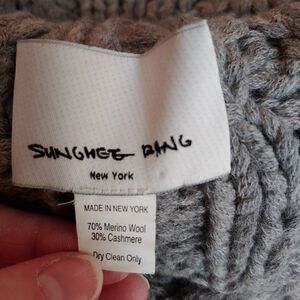 SUNGHEE BANG
New York
MADE IN NEW YORK
70% Merino Wool
30% Cashmere
Dry Clean Only